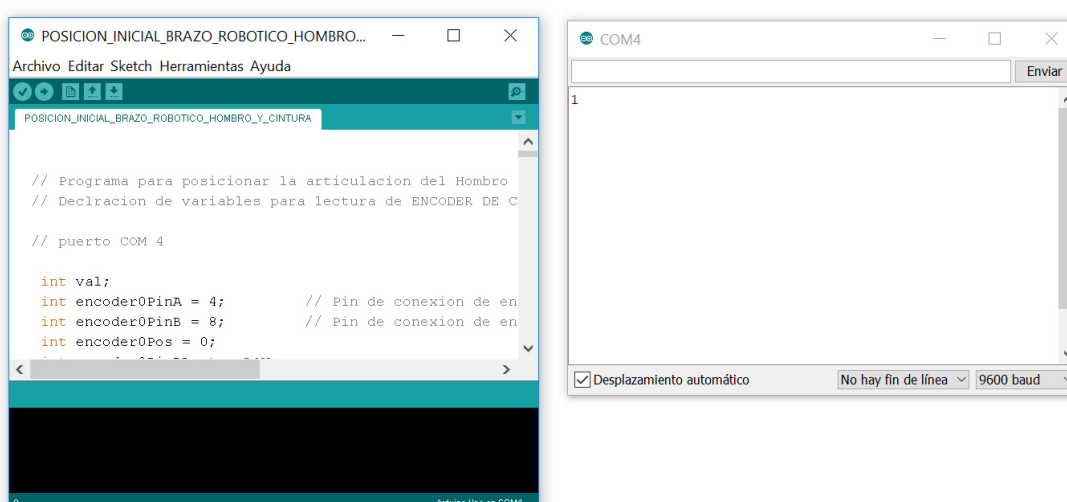 POSICION_INICIAL_BRAZO_ROBOTICO_HOMBRO...
Archivo Editar Sketch Herramientas Ayuda
POSICION_INICIAL_BRAZO_ROBOTICO_HOMBRO_Y_CINTURA
// Programa para posicionar la articulacion del Hombro
// Declracion de variables para lectura de ENCODER DE C
// puerto COM 4
int val;
int encoder0PinA = 4; // Pin de conexion de en
int encoder0PinB = 8; // Pin de conexion de en
int encoder0Pos = 0;
COM4
Enviar
1
Desplazamiento automático
No hay fin de línea
9600 baud